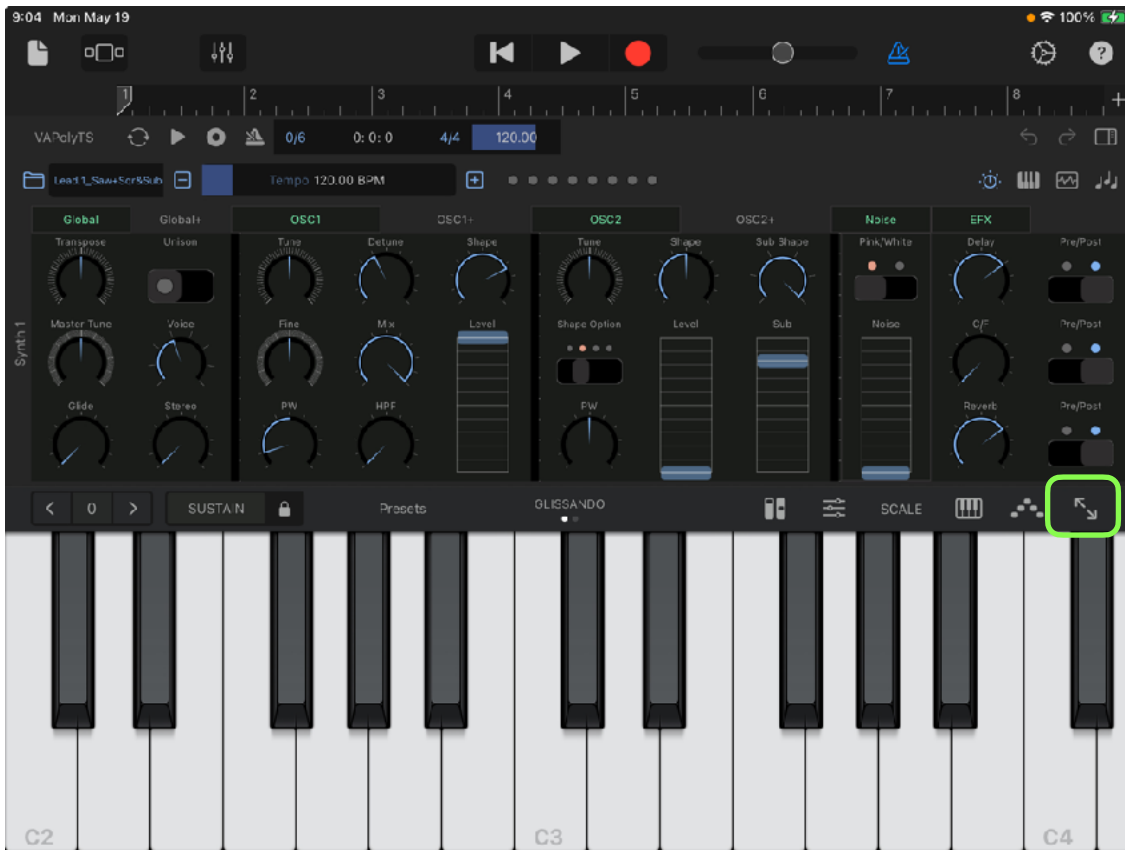 9:04 Mon May 19 100%
1 2 3 4 5 6 7 8
VAPolyTS 0/6 0: 0: 0 4/4 120.00
Lead 1_Saw+Scr&Sub Tempo 120.00 BPM
Global Global+ OSC1 OSC1+ OSC2 OSC2+ Noise EFX
Transpose Unison Tune Detune Shape Tune Shape Sub Shape Pink/White Delay Pre/Post
Master Tune Voice Fine Mix Level Shape Option Level Sub Noise C/F Pre/Post
Synth 1
Glide Stereo PW HPF PW Reverb Pre/Post
0 SUSTAIN Presets GLISSANDO SCALE
C2 C3 C4